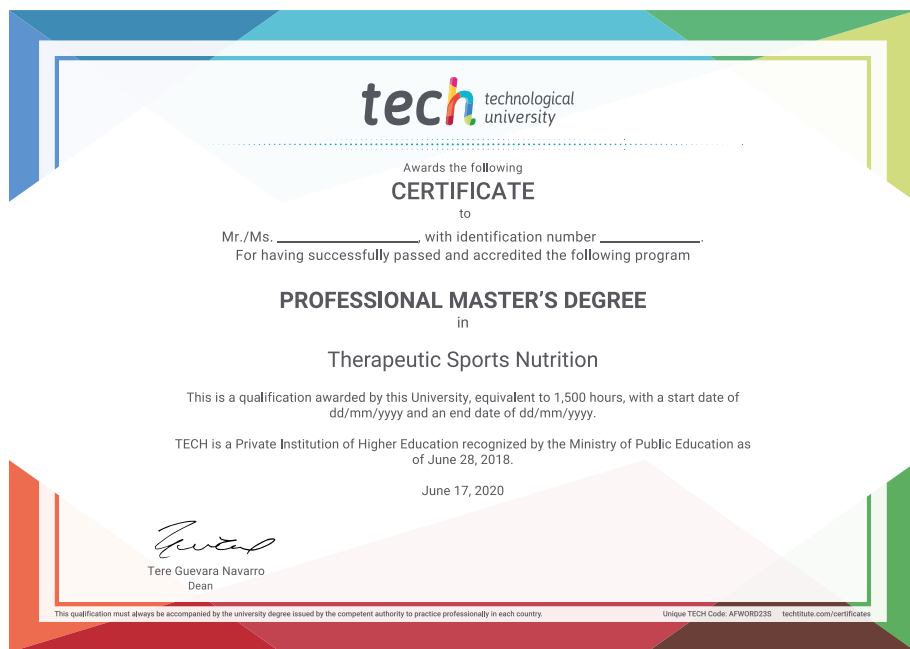 tech technological
university
Awards the following
CERTIFICATE
to
Mr./Ms. ____________________, with identification number ______________.
For having successfully passed and accredited the following program
PROFESSIONAL MASTER'S DEGREE
in
Therapeutic Sports Nutrition
This is a qualification awarded by this University, equivalent to 1,500 hours, with a start date of
dd/mm/yyyy and an end date of dd/mm/yyyy.
TECH is a Private Institution of Higher Education recognized by the Ministry of Public Education as
of June 28, 2018.
June 17, 2020
Tere Guevara Navarro
Dean
This qualification must always be accompanied by the university degree issued by the competent authority to practice professionally in each country.
Unique TECH Code: AFWORD23S techtitute.com/certificates